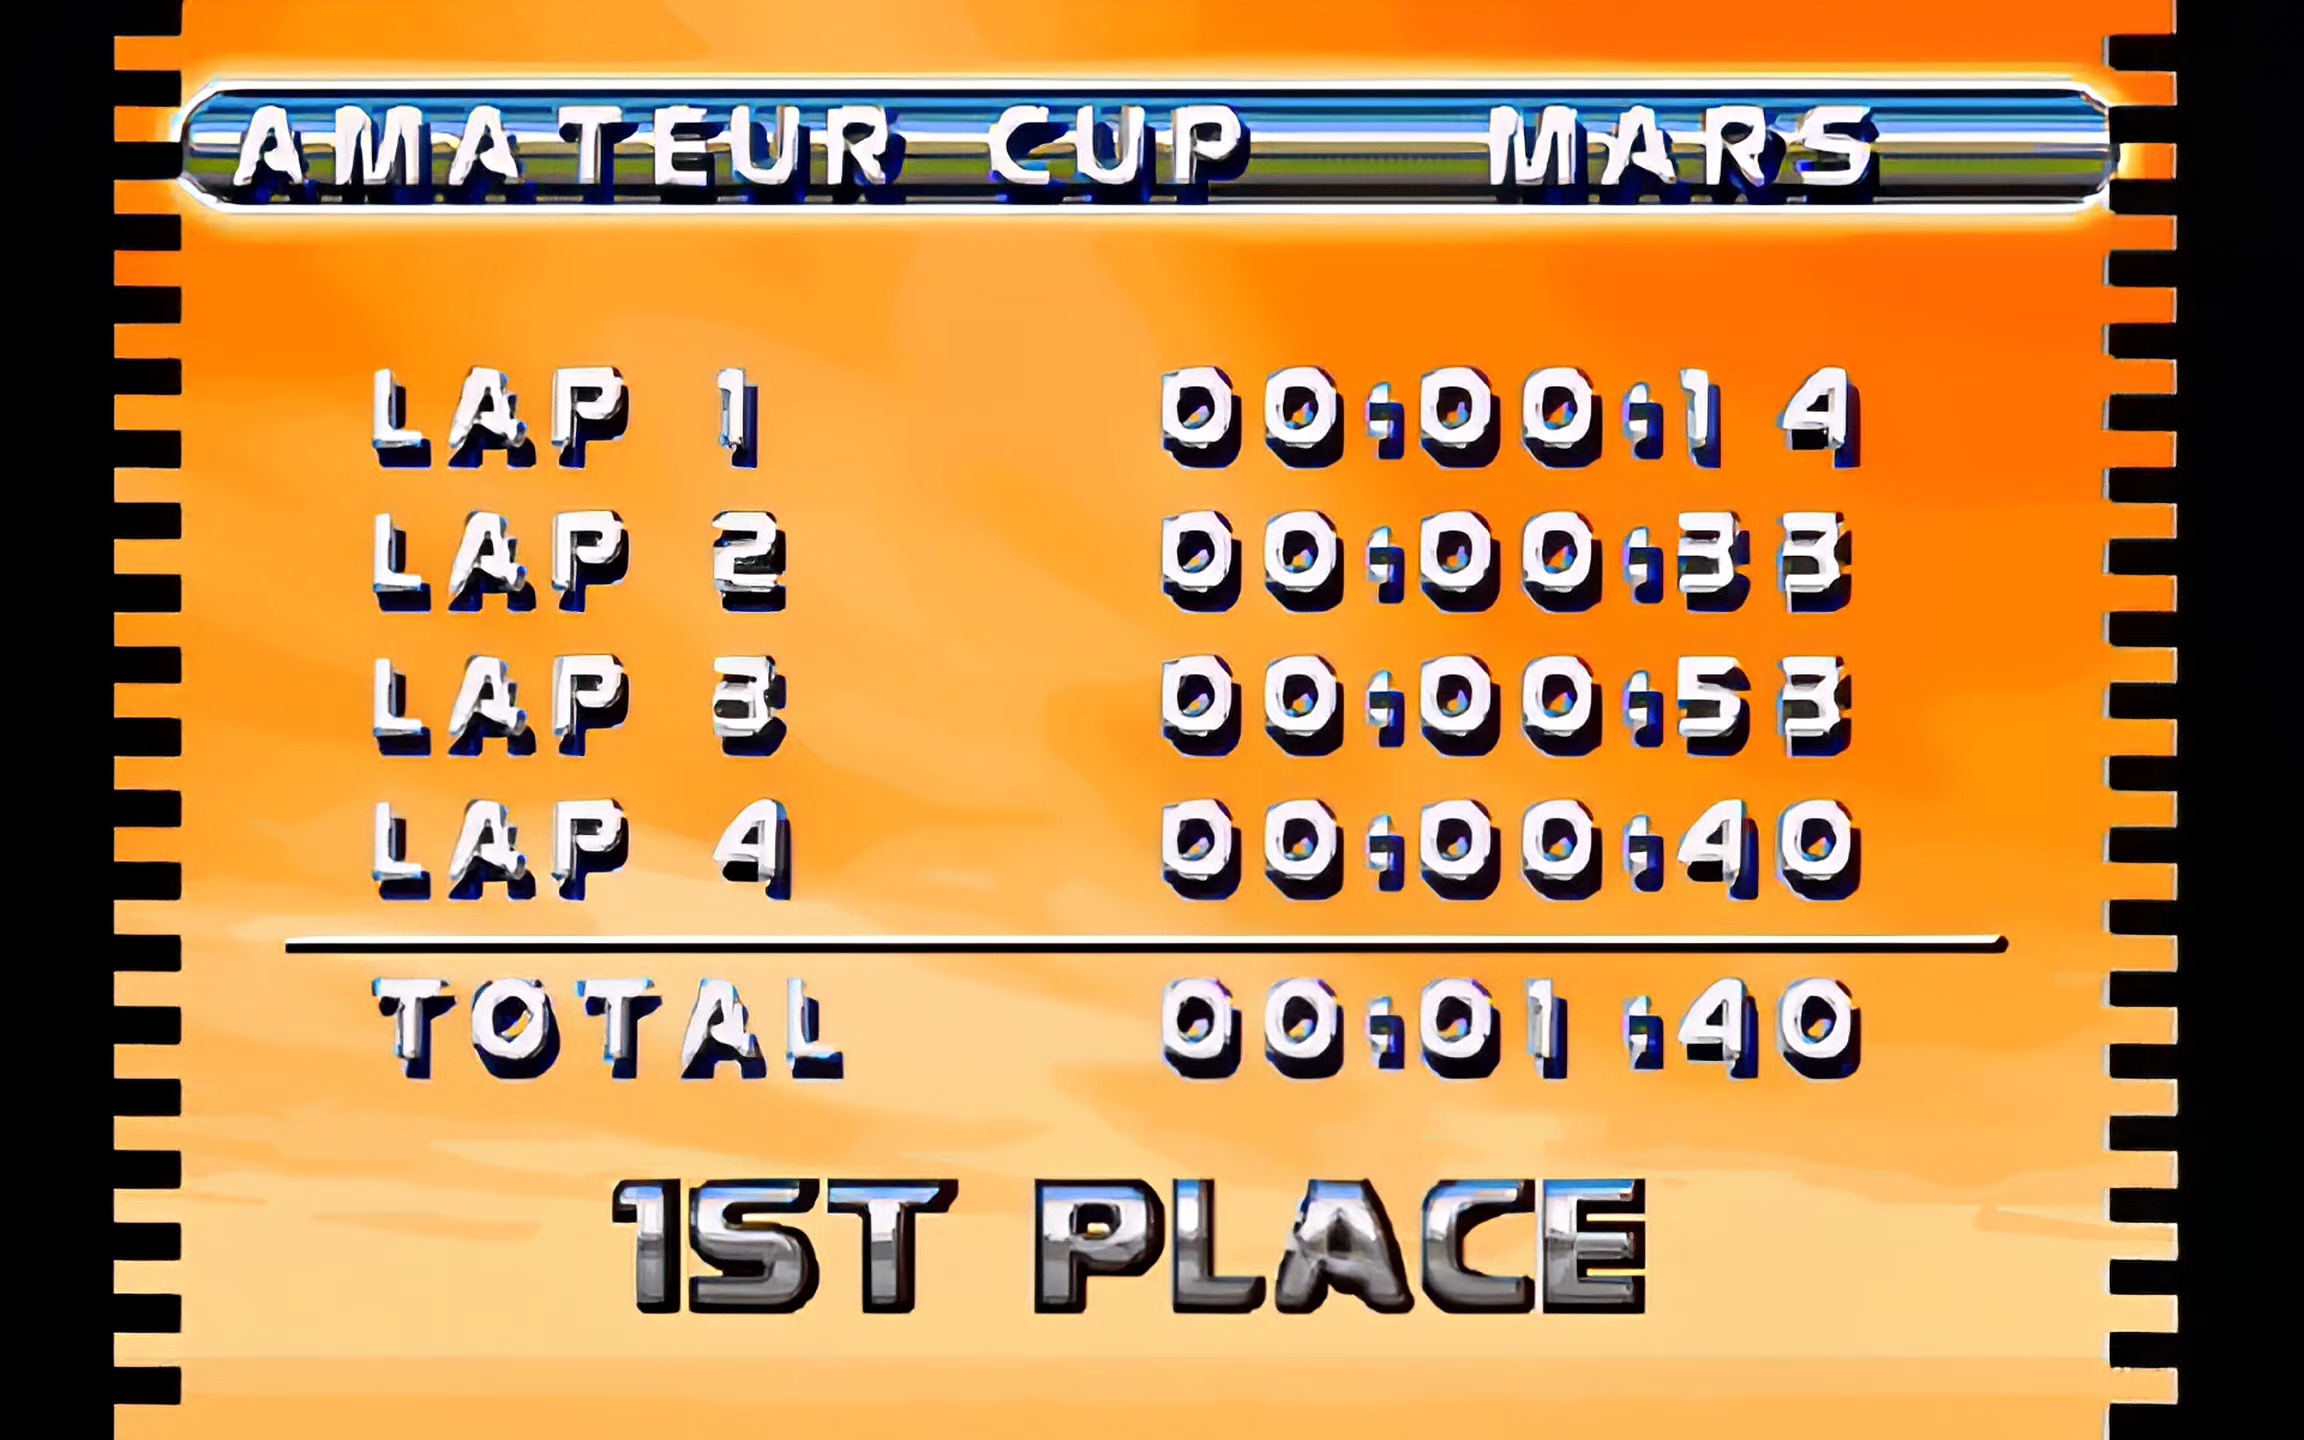 AMATEUR CUP MARS
LAP 1 00:00:14
LAP 2 00:00:33
LAP 3 00:00:53
LAP 4 00:00:40
TOTAL 00:01:40
1ST PLACE